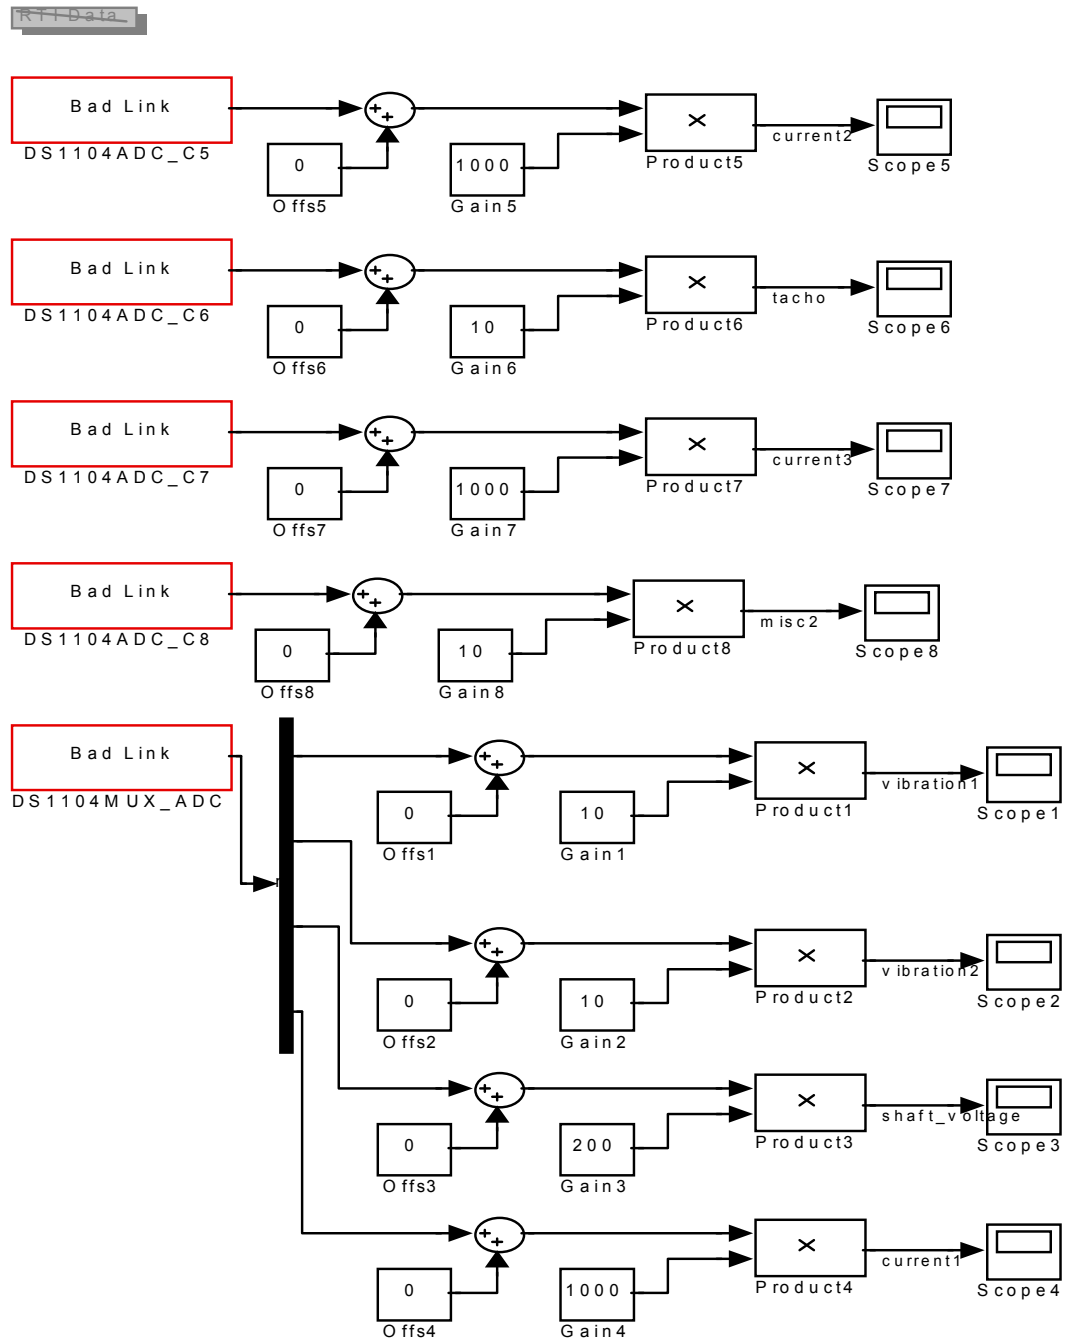 RTI Data
Bad Link
DS1104ADC_C5
+
+
0
Offs5
1000
Gain5
×
Product5
current2
Scope5
Bad Link
DS1104ADC_C6
+
+
0
Offs6
10
Gain6
×
Product6
tacho
Scope6
Bad Link
DS1104ADC_C7
+
+
0
Offs7
1000
Gain7
×
Product7
current3
Scope7
Bad Link
DS1104ADC_C8
+
+
0
Offs8
10
Gain8
×
Product8
misc2
Scope8
Bad Link
DS1104MUX_ADC
+
+
0
Offs1
10
Gain1
×
Product1
vibration1
Scope1
+
+
0
Offs2
10
Gain2
×
Product2
vibration2
Scope2
+
+
0
Offs3
200
Gain3
×
Product3
shaft_voltage
Scope3
+
+
0
Offs4
1000
Gain4
×
Product4
current1
Scope4